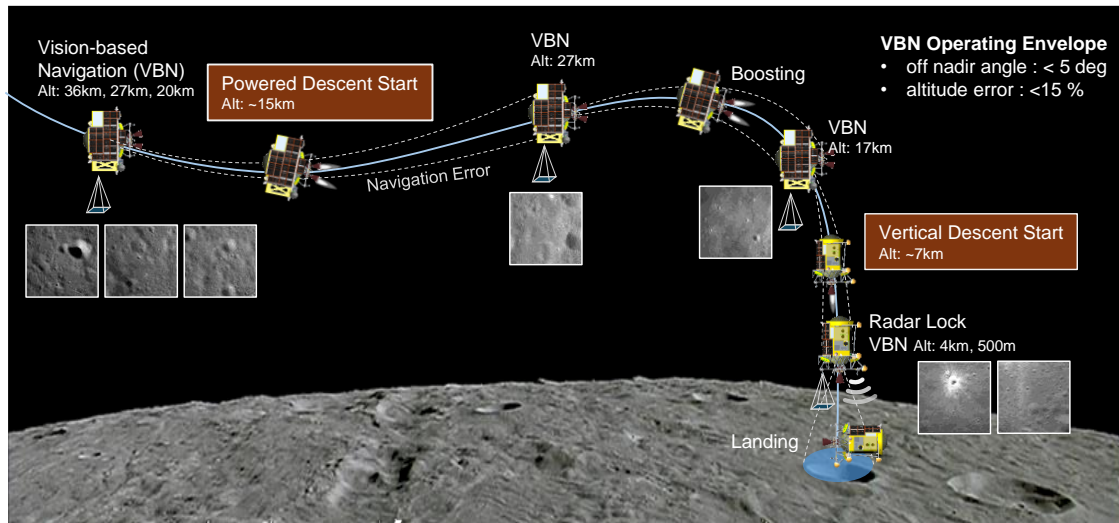 Vision-based
Navigation (VBN)
Alt: 36km, 27km, 20km
Powered Descent Start
Alt: ~15km
Navigation Error
VBN
Alt: 27km
Boosting
VBN
Alt: 17km
VBN Operating Envelope
• off nadir angle : < 5 deg
• altitude error : <15 %
Vertical Descent Start
Alt: ~7km
Radar Lock
VBN Alt: 4km, 500m
Landing